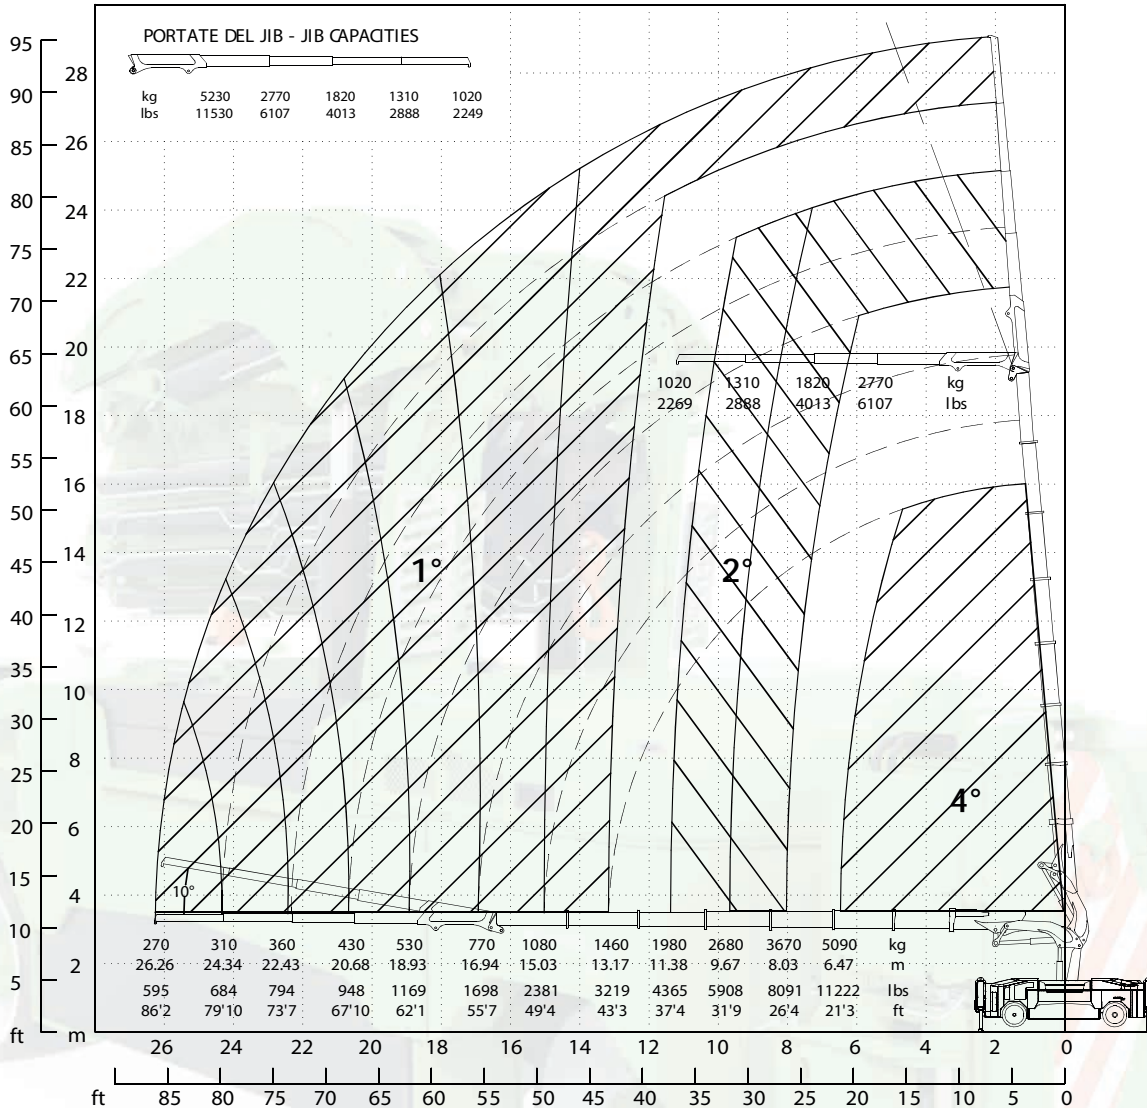 PORTATE DEL JIB - JIB CAPACITIES
kg 5230 2770 1820 1310 1020
lbs 11530 6107 4013 2888 2249
95
90
85
80
75
70
65
60
55
50
45
40
35
30
25
20
15
10
5
ft
28
26
24
22
20
18
16
14
12
10
8
6
4
2
m
1020 1310 1820 2770 kg
2269 2888 4013 6107 lbs
1°
2°
4°
10°
270 310 360 430 530 770 1080 1460 1980 2680 3670 5090 kg
26.26 24.34 22.43 20.68 18.93 16.94 15.03 13.17 11.38 9.67 8.03 6.47 m
595 684 794 948 1169 1698 2381 3219 4365 5908 8091 11222 lbs
86'2 79'10 73'7 67'10 62'1 55'7 49'4 43'3 37'4 31'9 26'4 21'3 ft
26 24 22 20 18 16 14 12 10 8 6 4 2 0
ft 85 80 75 70 65 60 55 50 45 40 35 30 25 20 15 10 5 0